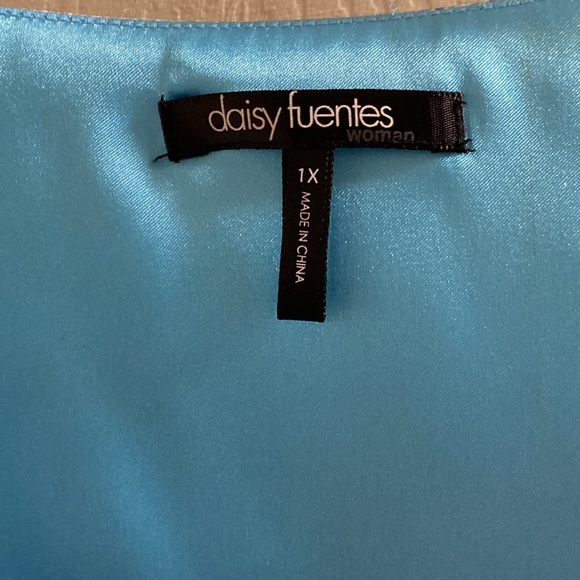 daisy fuentes
woman
1X
MADE IN CHINA